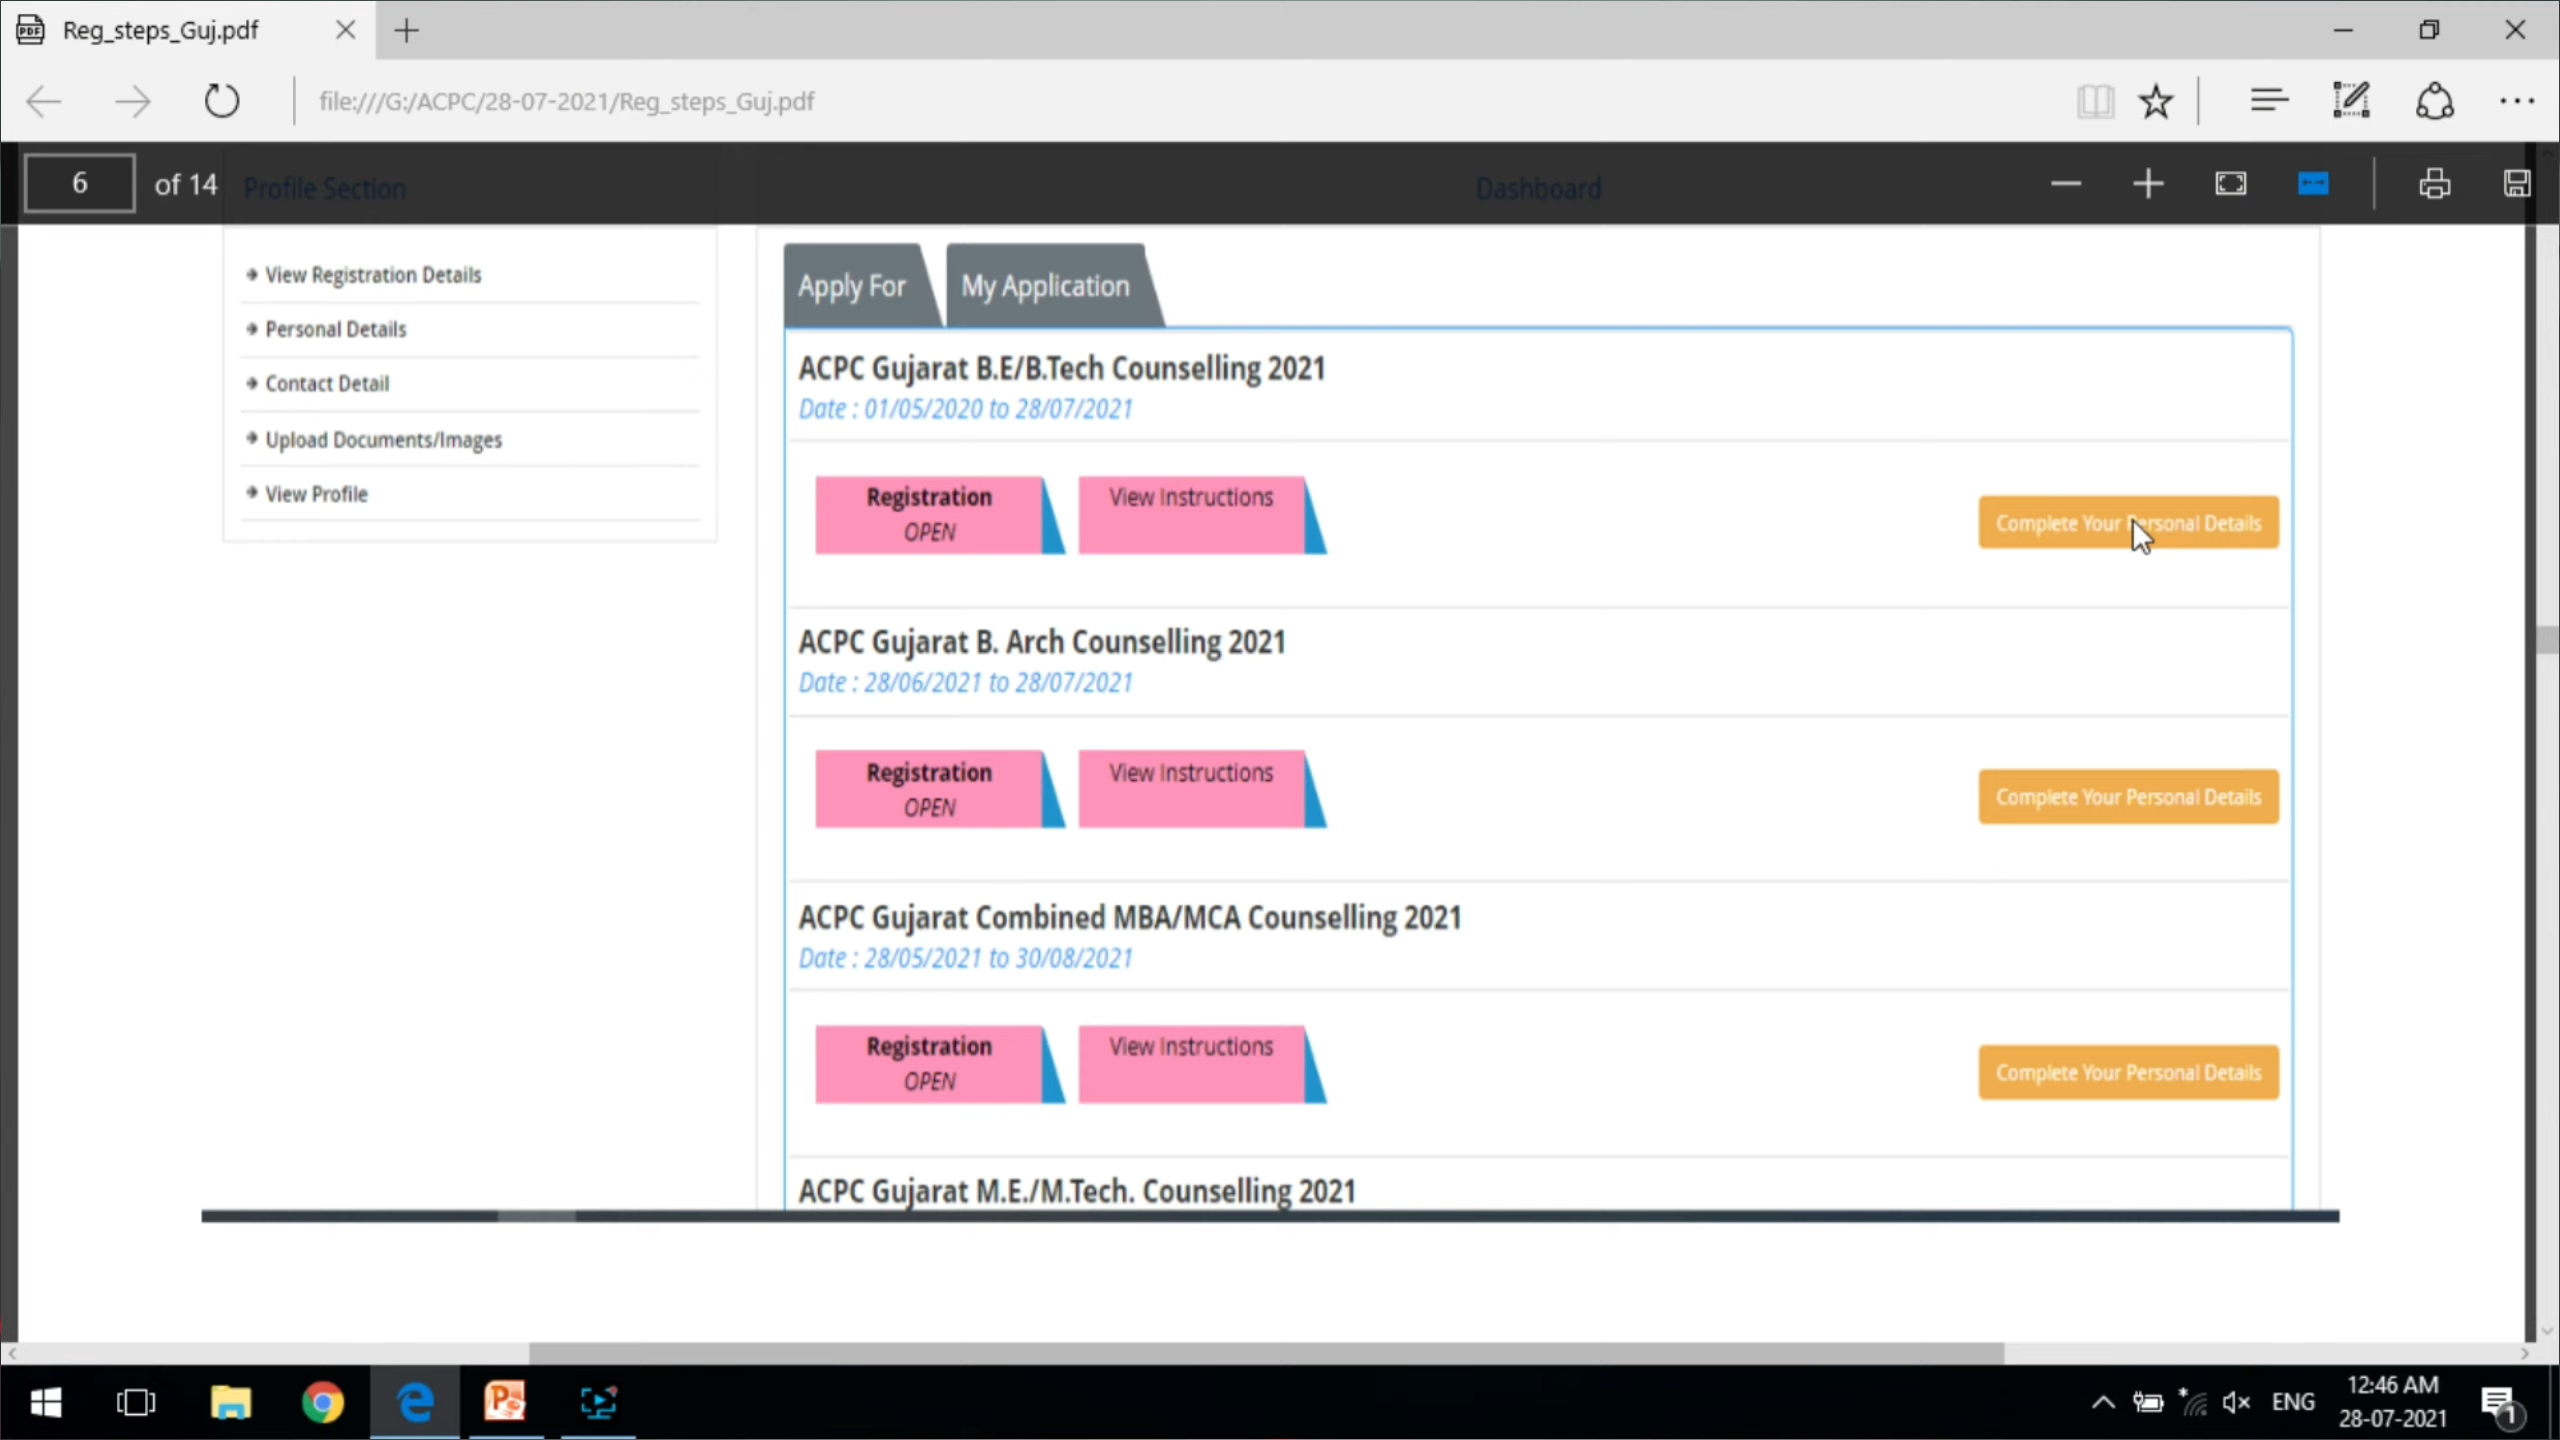 Reg_steps_Guj.pdf
file:///G:/ACPC/28-07-2021/Reg_steps_Guj.pdf
6 of 14
Profile Section
Dashboard
View Registration Details
Personal Details
Contact Detail
Upload Documents/Images
View Profile
Apply For
My Application
ACPC Gujarat B.E/B.Tech Counselling 2021
Date : 01/05/2020 to 28/07/2021
Registration
OPEN
View Instructions
Complete Your Personal Details
ACPC Gujarat B. Arch Counselling 2021
Date : 28/06/2021 to 28/07/2021
Registration
OPEN
View Instructions
Complete Your Personal Details
ACPC Gujarat Combined MBA/MCA Counselling 2021
Date : 28/05/2021 to 30/08/2021
Registration
OPEN
View Instructions
Complete Your Personal Details
ACPC Gujarat M.E./M.Tech. Counselling 2021
ENG
12:46 AM
28-07-2021
1